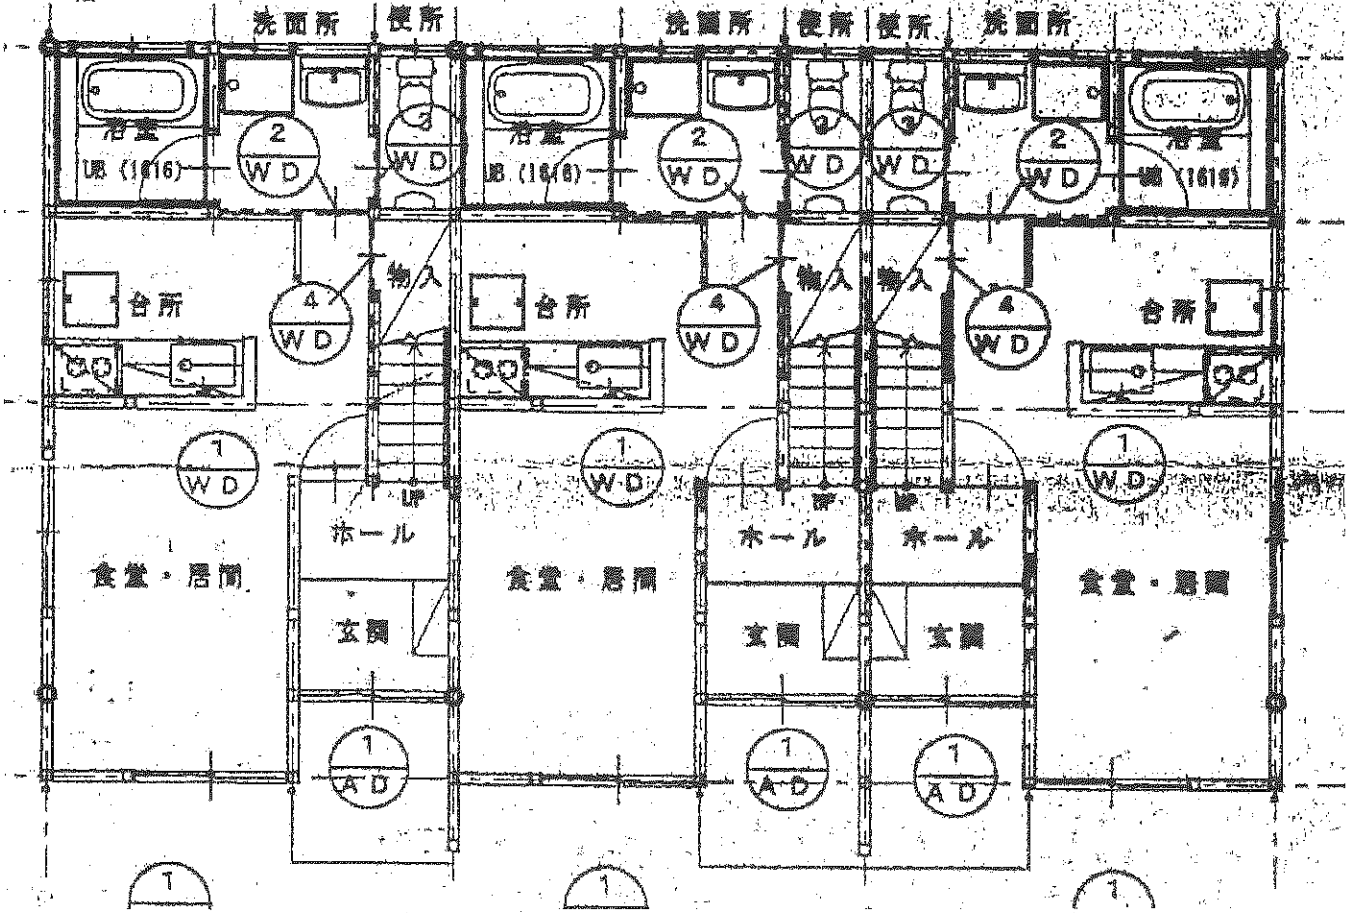 洗面所 便所 洗面所 便所 便所 洗面所
浴室 2 3 浴室 2 3 3 2 浴室
UB (1616) WD WD UB (1616) WD WD WD WD UB (1616)
物入 物入 物入
台所 4 台所 4 4 台所
WD WD WD
1 1 1
WD WD WD
UP UP UP
ホール ホール ホール
食堂・居間 食堂・居間 食堂・居間
玄関 玄関 玄関
1 1 1
AD AD AD
1 1 1